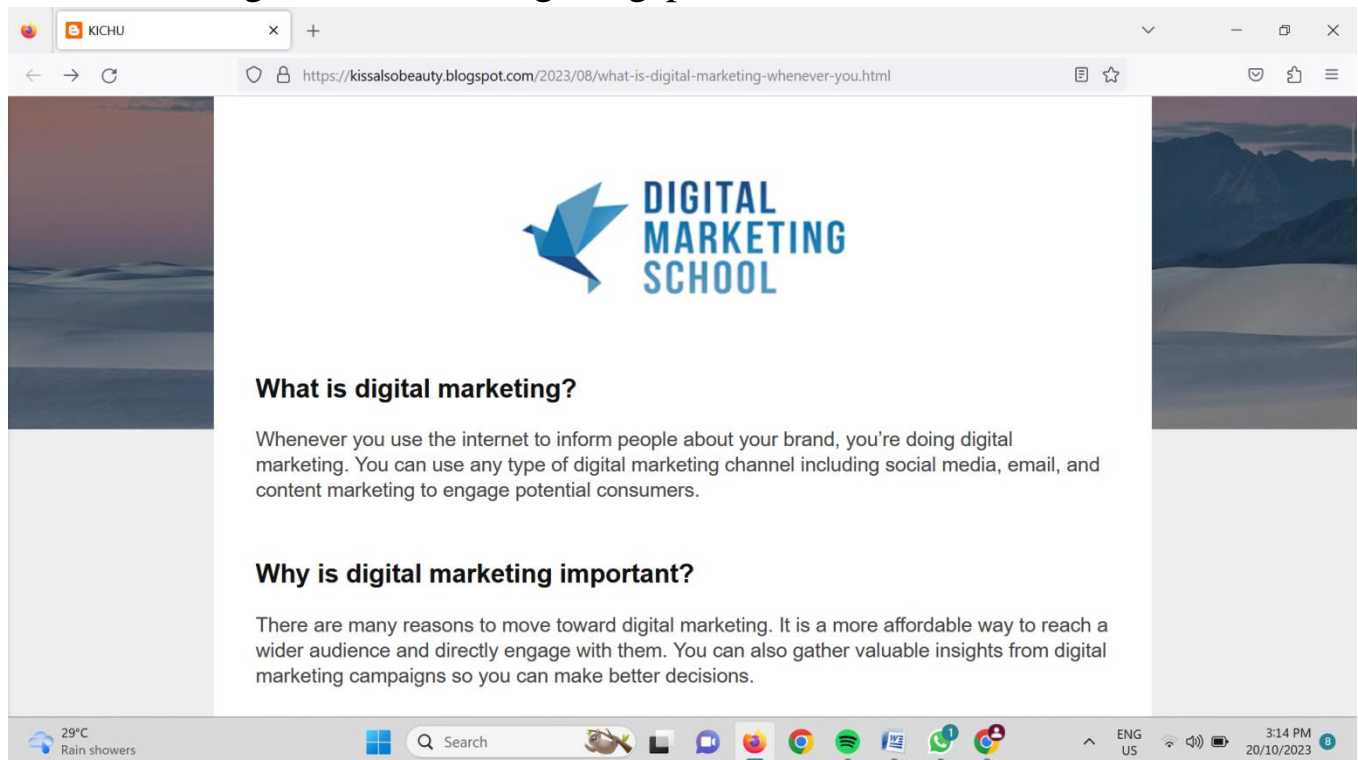 KICHU
https://kissalsobeauty.blogspot.com/2023/08/what-is-digital-marketing-whenever-you.html
DIGITAL
MARKETING
SCHOOL
What is digital marketing?
Whenever you use the internet to inform people about your brand, you’re doing digital
marketing. You can use any type of digital marketing channel including social media, email, and
content marketing to engage potential consumers.
Why is digital marketing important?
There are many reasons to move toward digital marketing. It is a more affordable way to reach a
wider audience and directly engage with them. You can also gather valuable insights from digital
marketing campaigns so you can make better decisions.
29°C
Rain showers
Search
1
ENG
US
3:14 PM
20/10/2023
8